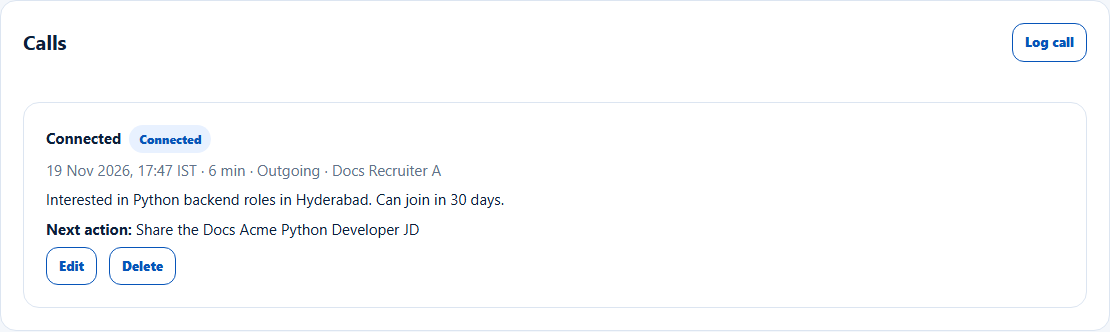 Calls
Log call
Connected Connected
19 Nov 2026, 17:47 IST · 6 min · Outgoing · Docs Recruiter A
Interested in Python backend roles in Hyderabad. Can join in 30 days.
Next action: Share the Docs Acme Python Developer JD
Edit Delete